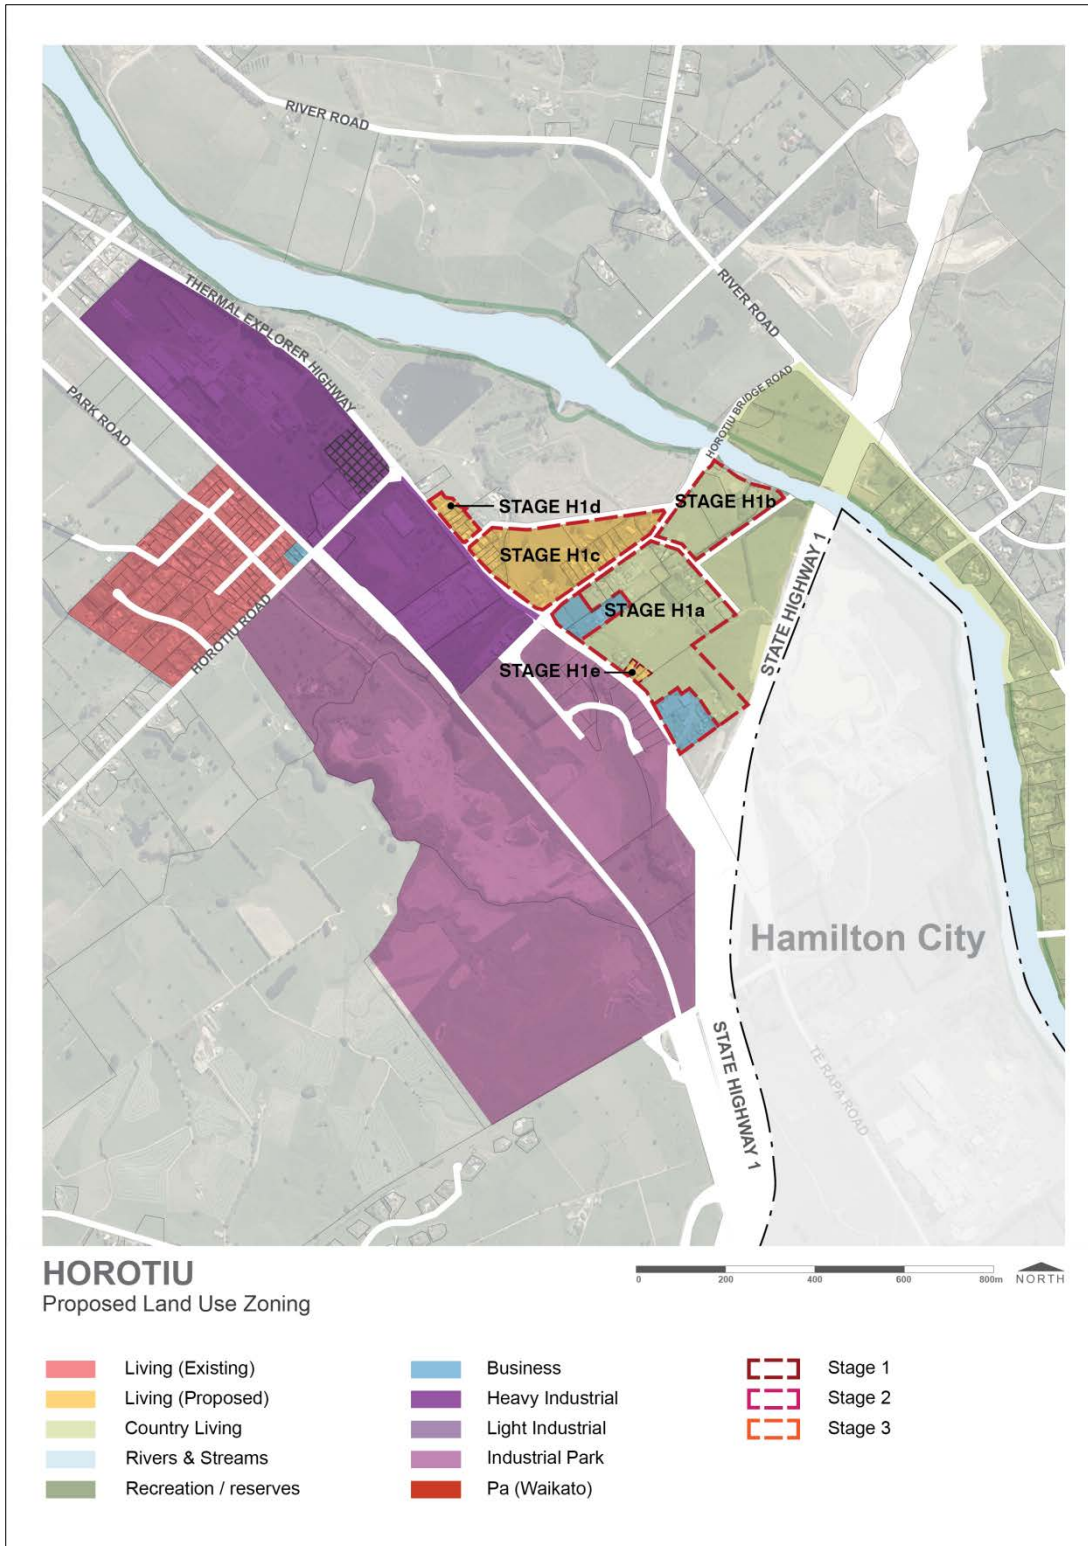 RIVER ROAD
RIVER ROAD
THERMAL EXPLORER HIGHWAY
PARK ROAD
HOROTIU BRIDGE ROAD
STAGE H1b
STAGE H1d
STAGE H1c
STAGE H1a
HOROTIU ROAD
STAGE H1e
STATE HIGHWAY 1
Hamilton City
STATE HIGHWAY 1
TE RAPA ROAD
HOROTIU
Proposed Land Use Zoning
0 200 400 600 800m
NORTH
Living (Existing)
Living (Proposed)
Country Living
Rivers & Streams
Recreation / reserves
Business
Heavy Industrial
Light Industrial
Industrial Park
Pa (Waikato)
Stage 1
Stage 2
Stage 3